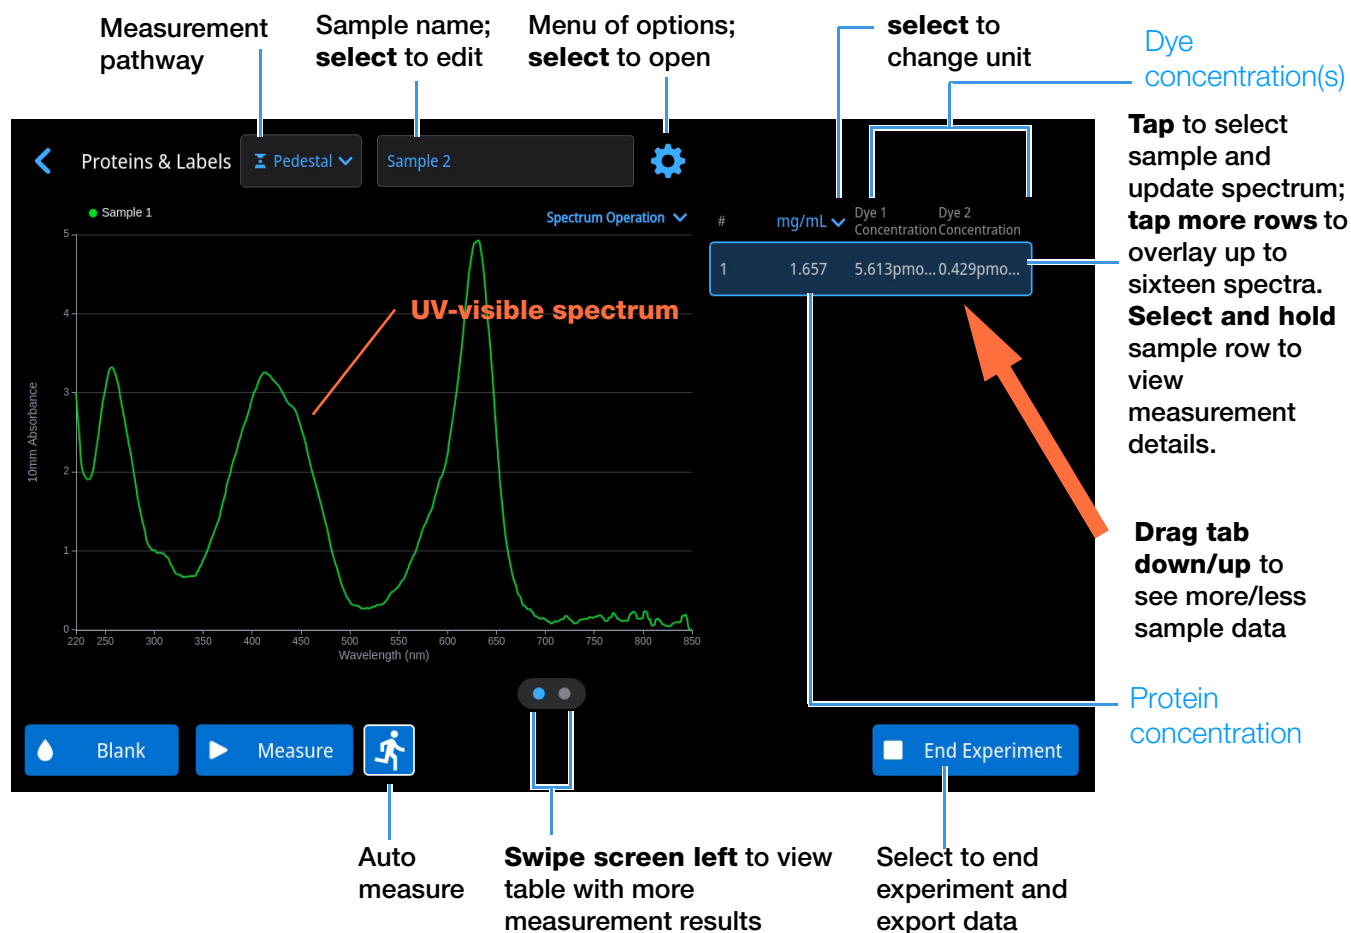 Measurement
pathway
Sample name;
select to edit
Menu of options;
select to open
select to
change unit
Dye
concentration(s)
Proteins & Labels
Pedestal
Sample 2
Tap to select
sample and
update spectrum;
tap more rows to
overlay up to
sixteen spectra.
Select and hold
sample row to
view
measurement
details.
Sample 1
Spectrum Operation
#
mg/mL
Dye 1
Concentration
Dye 2
Concentration
1
1.657
5.613pmo...
0.429pmo...
UV-visible spectrum
10mm Absorbance
5
4
3
2
1
0
220 250 300 350 400 450 500 550 600 650 700 750 800 850
Wavelength (nm)
Drag tab
down/up to
see more/less
sample data
Protein
concentration
Blank
Measure
End Experiment
Auto
measure
Swipe screen left to view
table with more
measurement results
Select to end
experiment and
export data